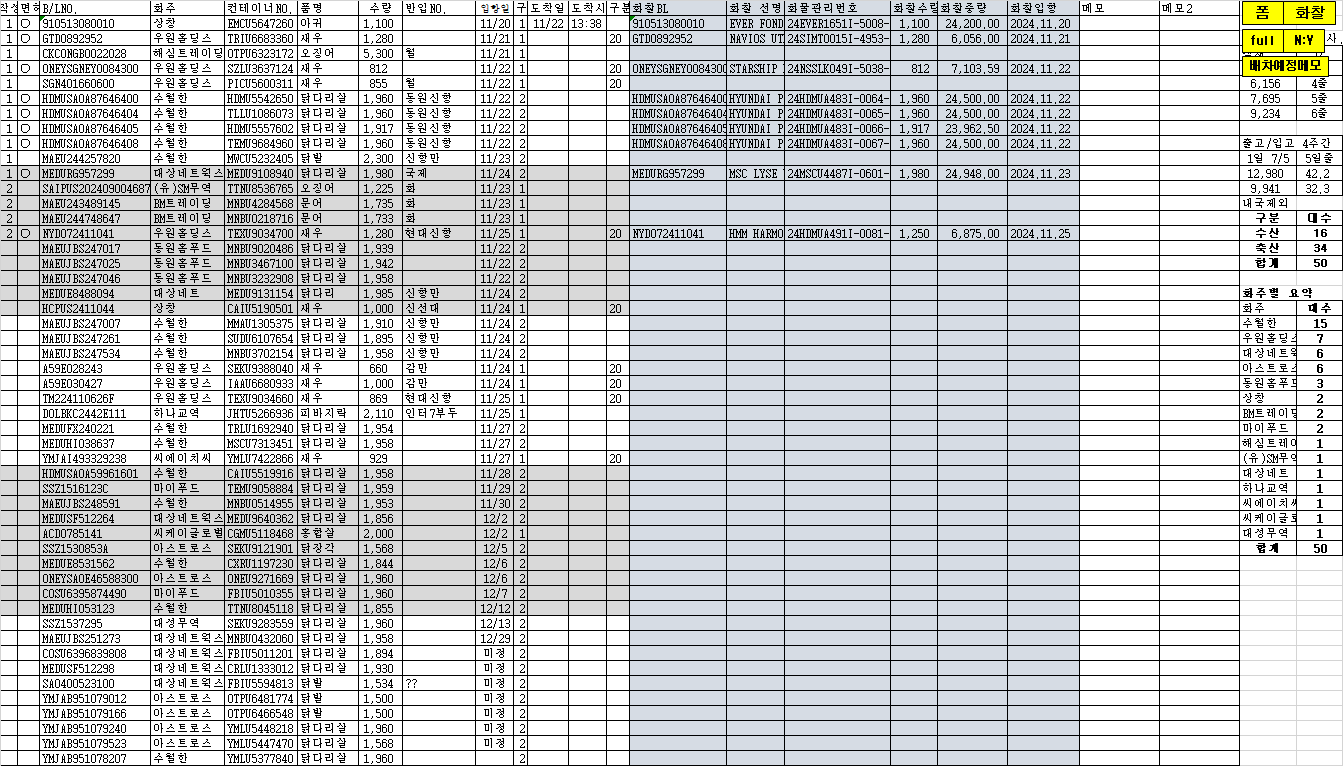 작성 면허 B/LNO. 화주 컨테이너NO. 품명 수량 반입NO. 입항일 구 도착일 도착시 구분 화찰BL 화찰 선명 화물관리번호 화찰수량 화찰중량 화찰입항 메모 메모2 폼 화찰
1 O 910513080010 상창 EMCU5647260 아귀 1,100 11/20 1 11/22 13:38 910513080010 EVER FOND 24EVER1651I-5008- 1,100 24,200.00 2024.11.20
1 O GTD0892952 우원홀딩스 TRIU6683360 새우 1,280 11/21 1 20 GTD0892952 NAVIOS UT 24SIMT0015I-4953- 1,280 6,056.00 2024.11.21 full N:Y 사.
1 CKCONGB0022028 해심트레이딩 OTPU6323172 오징어 5,300 월 11/21 1
1 O ONEYSGNEY0084300 우원홀딩스 SZLU3637124 새우 812 11/22 1 20 ONEYSGNEY0084300 STARSHIP 24NSSLK049I-5038- 812 7,103.59 2024.11.22 배차예정메모
1 SGN401660600 우원홀딩스 PICU5600311 새우 855 월 11/22 1 20 6,156 4줄
1 O HDMUSAOA87646400 수월한 HDMU5542650 닭다리살 1,960 동원신항 11/22 2 HDMUSAOA87646400 HYUNDAI P 24HDMUA483I-0064- 1,960 24,500.00 2024.11.22 7,695 5줄
1 O HDMUSAOA87646404 수월한 TLLU1086073 닭다리살 1,960 동원신항 11/22 2 HDMUSAOA87646404 HYUNDAI P 24HDMUA483I-0065- 1,960 24,500.00 2024.11.22 9,234 6줄
1 O HDMUSAOA87646405 수월한 HDMU5557602 닭다리살 1,917 동원신항 11/22 2 HDMUSAOA87646405 HYUNDAI P 24HDMUA483I-0066- 1,917 23,962.50 2024.11.22
1 O HDMUSAOA87646408 수월한 TEMU9684960 닭다리살 1,960 동원신항 11/22 2 HDMUSAOA87646408 HYUNDAI P 24HDMUA483I-0067- 1,960 24,500.00 2024.11.22 출고/입고 4주간
1 MAEU244257820 수월한 MWCU5232405 닭발 2,300 신항만 11/23 2 1일 7/5 5일줄
1 O MEDURG957299 대상네트웍스 MEDU9108940 닭다리살 1,980 국제 11/24 2 MEDURG957299 MSC LYSE 24MSCU4487I-0601- 1,980 24,948.00 2024.11.23 12,980 42.2
2 SAIPUS202409004687 (유)SM무역 TTNU8536765 오징어 1,225 화 11/23 1 9,941 32.3
2 MAEU243489145 BM트레이딩 MNBU4284568 문어 1,735 화 11/23 1 내국제외
2 MAEU244748647 BM트레이딩 MNBU0218716 문어 1,733 화 11/23 1 구분 대수
2 O NYD072411041 우원홀딩스 TEXU9034700 새우 1,280 현대신항 11/25 1 20 NYD072411041 HMM HARMO 24HDMUA491I-0081- 1,250 6,875.00 2024.11.25 수산 16
MAEUJBS247017 동원홈푸드 MNBU9020486 닭다리살 1,939 11/22 2 축산 34
MAEUJBS247025 동원홈푸드 MNBU3467100 닭다리살 1,942 11/22 2 합계 50
MAEUJBS247046 동원홈푸드 MNBU3232908 닭다리살 1,958 11/22 2
MEDUE8488094 대상네트 MEDU9131154 닭다리 1,985 신항만 11/24 2 화주별 요약
HCPUS2411044 상창 CAIU5190501 새우 1,000 신선대 11/24 1 20 화주 대수
MAEUJBS247007 수월한 MMAU1305375 닭다리살 1,910 신항만 11/24 2 수월한 15
MAEUJBS247261 수월한 SUDU6107654 닭다리살 1,895 신항만 11/24 2 우원홀딩스 7
MAEUJBS247534 수월한 MNBU3702154 닭다리살 1,958 신항만 11/24 2 대상네트웍 6
A59E028243 우원홀딩스 SEKU9388040 새우 660 감만 11/24 1 20 아스트로스 6
A59E030427 우원홀딩스 IAAU6680933 새우 1,000 감만 11/24 1 20 동원홈푸드 3
TM224110626F 우원홀딩스 TEXU9034660 새우 869 현대신항 11/25 1 20 상창 2
DOLBKC2442E111 하나교역 JHTU5266936 피바지락 2,110 인터7부두 11/25 1 BM트레이딩 2
MEDUFX240221 수월한 TRLU1692940 닭다리살 1,954 11/27 2 마이푸드 2
MEDUHI038637 수월한 MSCU7313451 닭다리살 1,958 11/27 2 해심트레이 1
YMJAI493329238 씨에이치씨 YMLU7422866 새우 929 11/27 1 20 (유)SM무역 1
HDMUSAOA59961601 수월한 CAIU5519916 닭다리살 1,958 11/28 2 대상네트 1
SSZ1516123C 마이푸드 TEMU9058884 닭다리살 1,959 11/29 2 하나교역 1
MAEUJBS248591 수월한 MNBU0514955 닭다리살 1,953 11/30 2 씨에이치씨 1
MEDUSF512264 대상네트웍스 MEDU9640362 닭다리살 1,856 12/2 2 씨케이글로 1
ACD0785141 씨케이글로벌 CGMU5118468 홍합살 2,000 12/2 1 대성무역 1
SSZ1530853A 아스트로스 SEKU9121901 닭장각 1,568 12/5 2 합계 50
MEDUE8531562 수월한 CXRU1197230 닭다리살 1,844 12/6 2
ONEYSAOE46588300 아스트로스 ONEU9271669 닭다리살 1,960 12/6 2
COSU6395874490 마이푸드 FBIU5010355 닭다리살 1,960 12/7 2
MEDUHI053123 수월한 TTNU8045118 닭다리살 1,855 12/12 2
SSZ1537295 대성무역 SEKU9283559 닭다리살 1,960 12/13 2
MAEUJBS251273 대상네트웍스 MNBU0432060 닭다리살 1,958 12/29 2
COSU6396839808 대상네트웍스 FBIU5011201 닭다리살 1,894 미정 2
MEDUSF512298 대상네트웍스 CRLU1333012 닭다리살 1,930 미정 2
SA0400523100 대상네트웍스 FBIU5594813 닭발 1,534 ?? 미정 2
YMJAB951079012 아스트로스 OTPU6481774 닭발 1,500 미정 2
YMJAB951079166 아스트로스 OTPU6466548 닭발 1,500 미정 2
YMJAB951079240 아스트로스 YMLU5448218 닭다리살 1,960 미정 2
YMJAB951079523 아스트로스 YMLU5447470 닭다리살 1,568 미정 2
YMJAB951078207 수월한 YMLU5377840 닭다리살 1,960 2